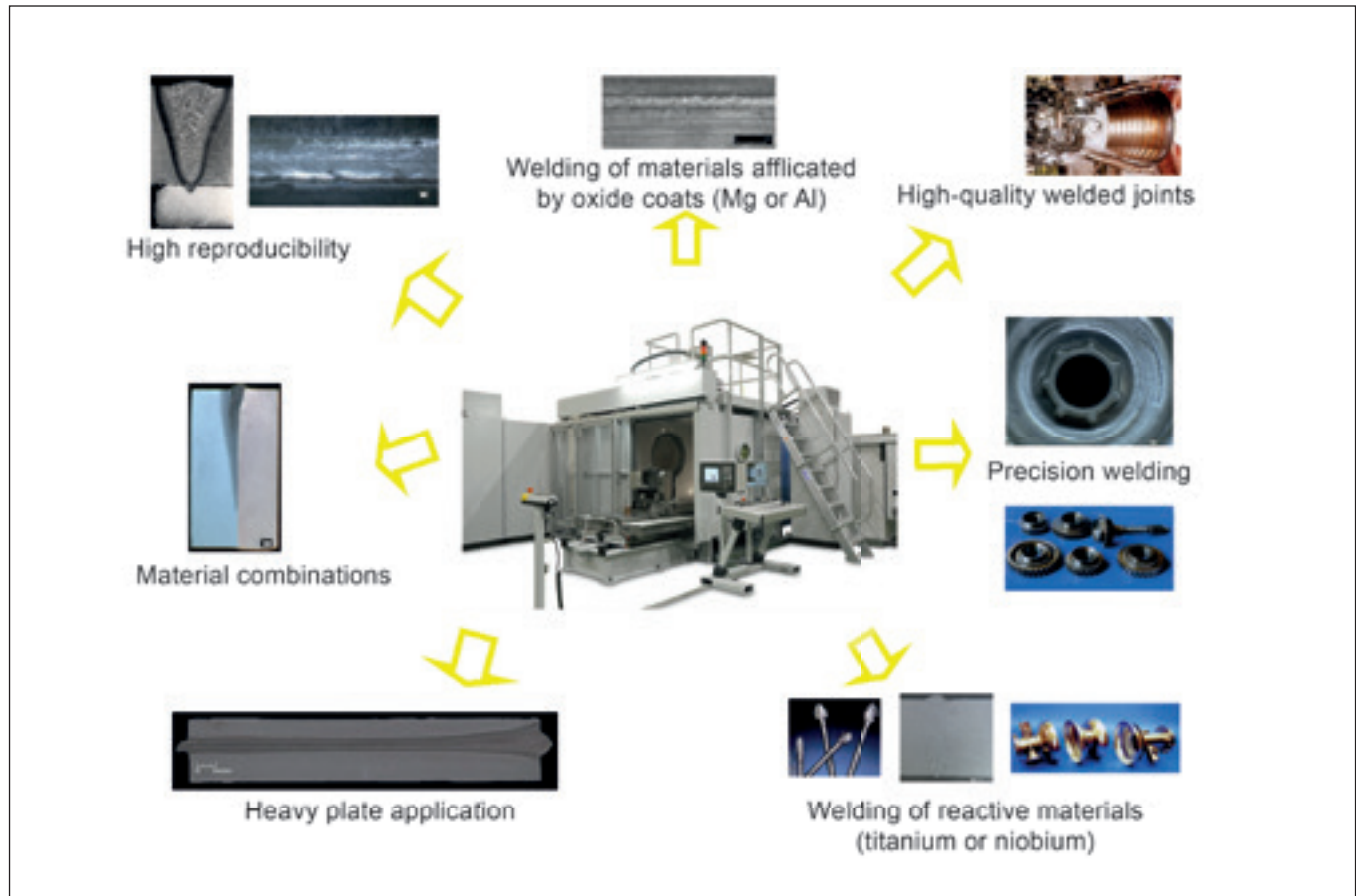 Welding of materials afflicated
by oxide coats (Mg or Al)
High-quality welded joints
High reproducibility
Precision welding
Material combinations
Heavy plate application
Welding of reactive materials
(titanium or niobium)